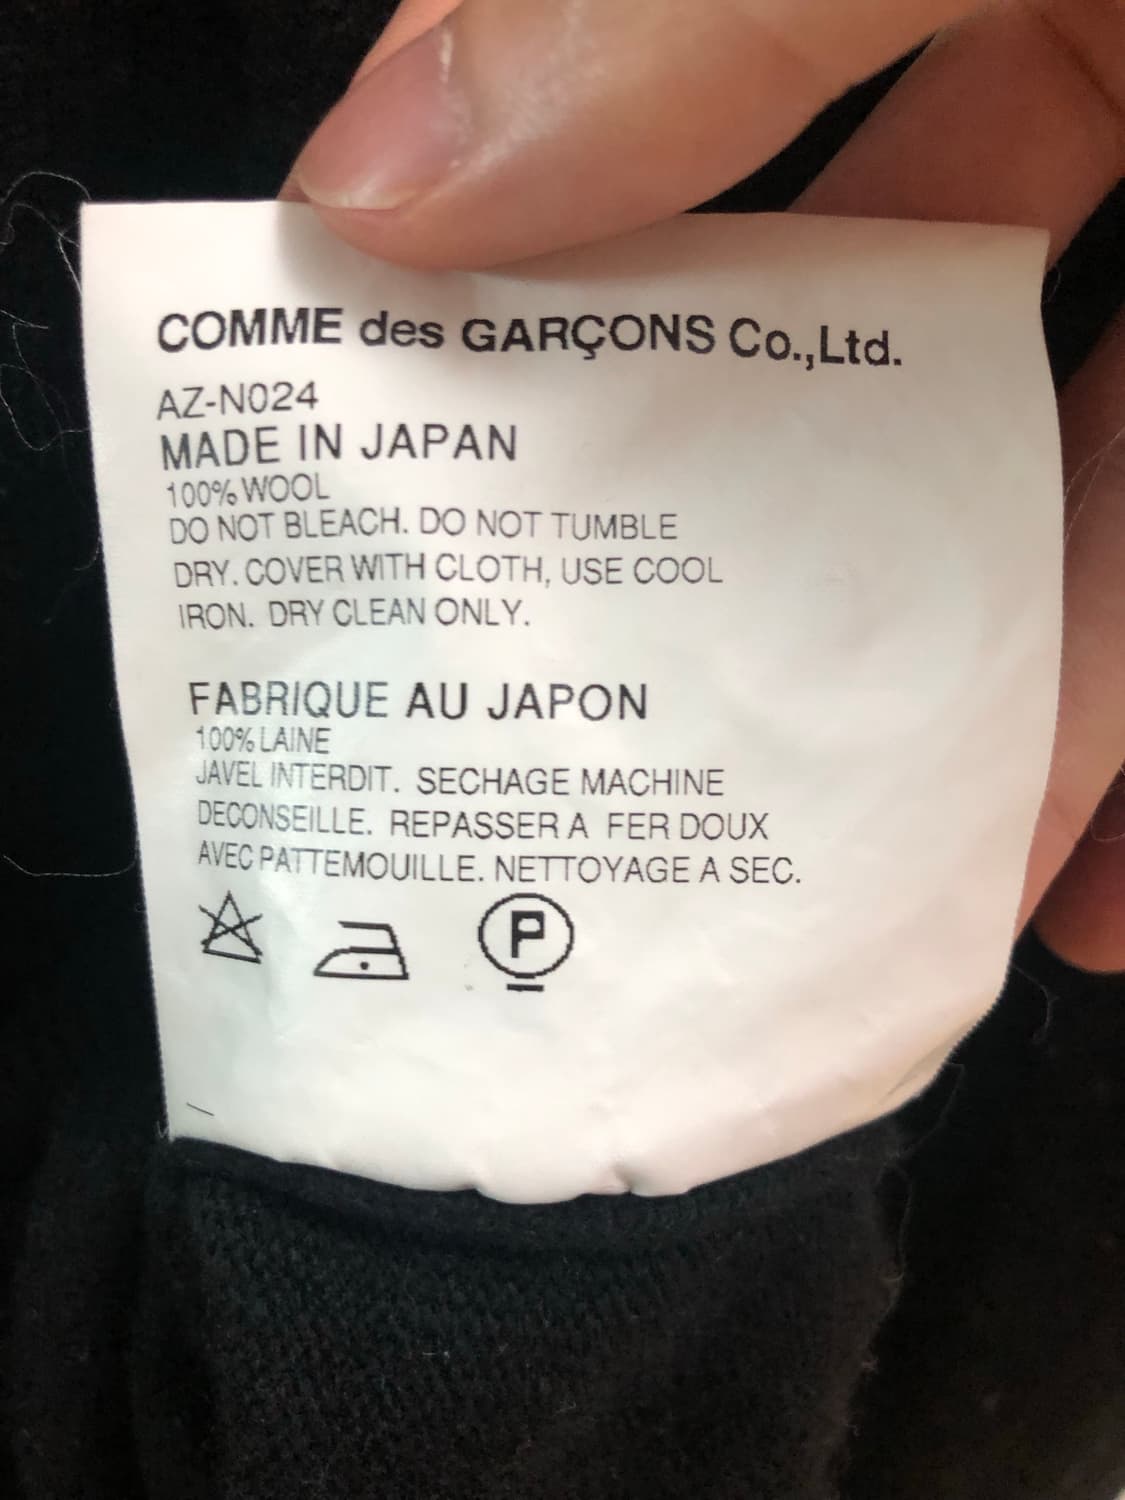 COMME des GARÇONS Co.,Ltd.
AZ-N024
MADE IN JAPAN
100% WOOL
DO NOT BLEACH. DO NOT TUMBLE
DRY. COVER WITH CLOTH, USE COOL
IRON. DRY CLEAN ONLY.
FABRIQUE AU JAPON
100% LAINE
JAVEL INTERDIT. SECHAGE MACHINE
DECONSEILLE. REPASSER A FER DOUX
AVEC PATTEMOUILLE. NETTOYAGE A SEC.
P